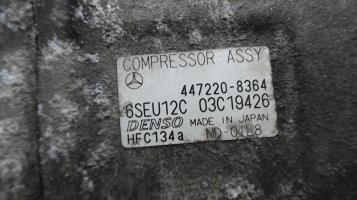 COMPRESSOR ASSY
447220-8364
6SEU12C 03C19426
DENSO MADE IN JAPAN
HFC134a ND-OIL8